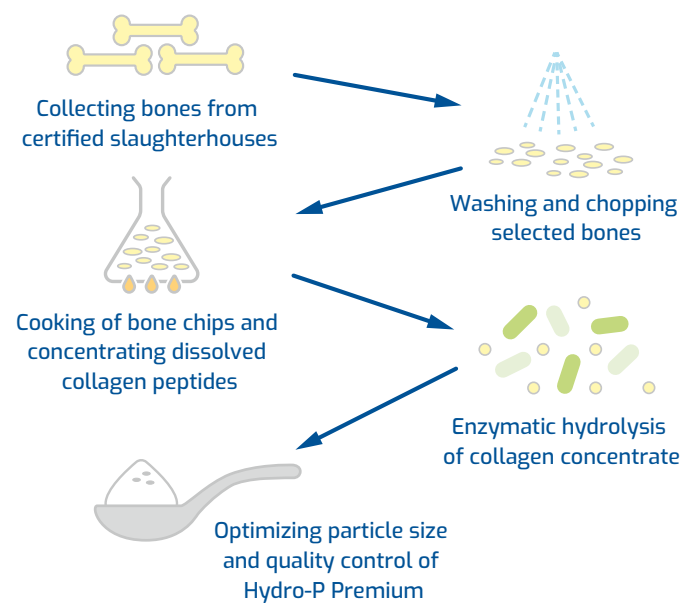 Collecting bones from
certified slaughterhouses
Washing and chopping
selected bones
Cooking of bone chips and
concentrating dissolved
collagen peptides
Enzymatic hydrolysis
of collagen concentrate
Optimizing particle size
and quality control of
Hydro-P Premium